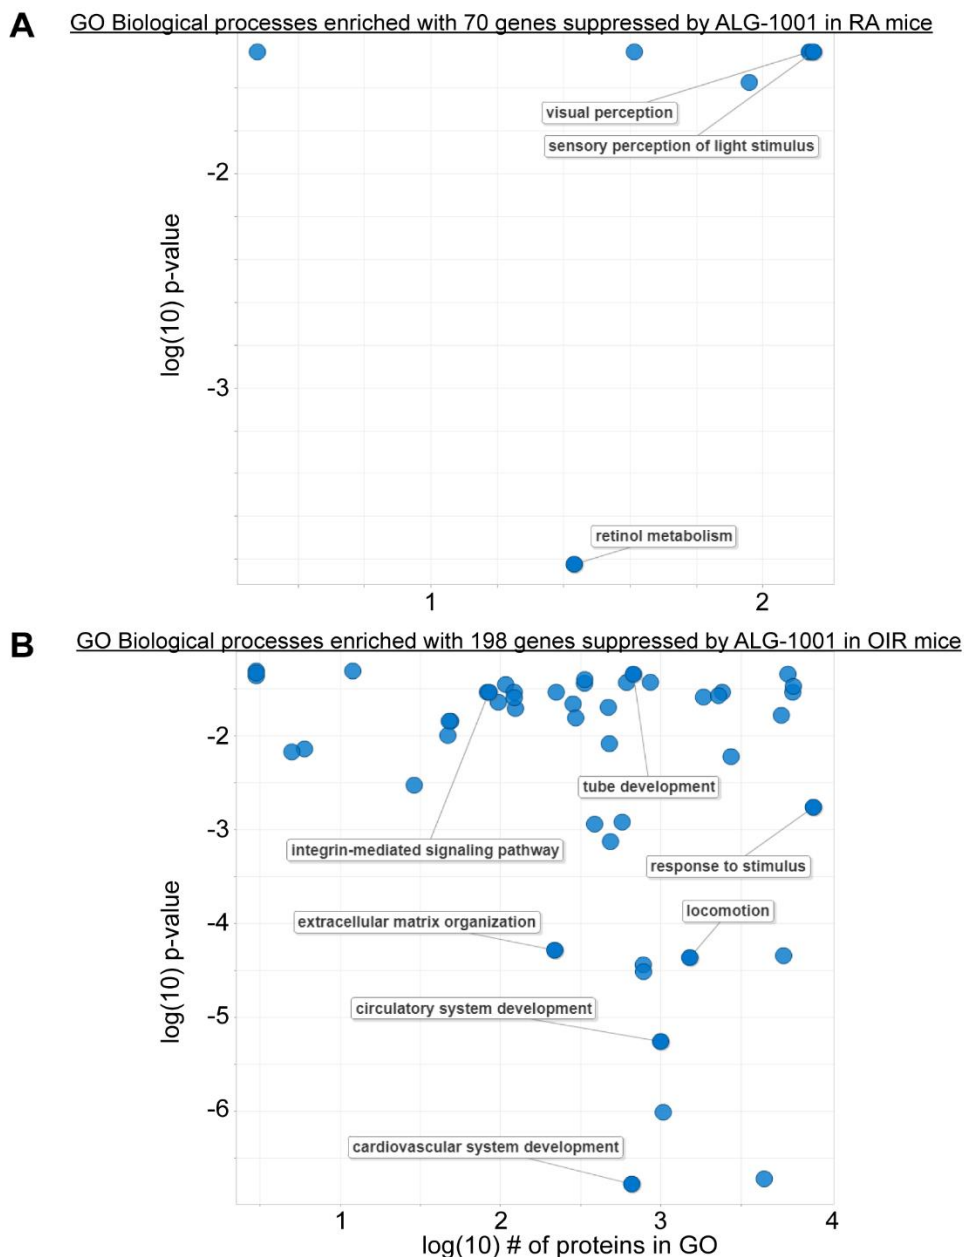 A GO Biological processes enriched with 70 genes suppressed by ALG-1001 in RA mice
visual perception
sensory perception of light stimulus
-2
log(10) p-value
-3
retinol metabolism
1 2
B GO Biological processes enriched with 198 genes suppressed by ALG-1001 in OIR mice
-2
tube development
-3
integrin-mediated signaling pathway
response to stimulus
log(10) p-value
locomotion
-4
extracellular matrix organization
circulatory system development
-5
-6
cardiovascular system development
1 2 3 4
log(10) # of proteins in GO